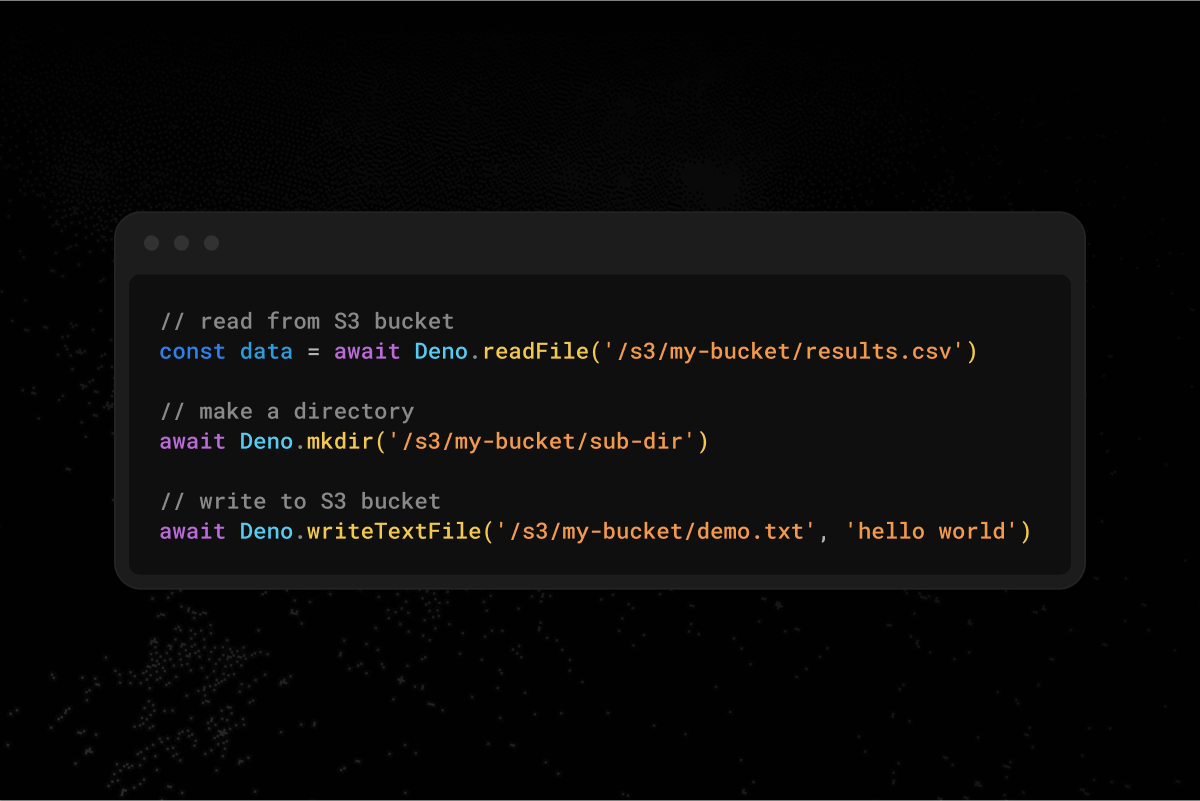 // read from S3 bucket
const data = await Deno.readFile('/s3/my-bucket/results.csv')
// make a directory
await Deno.mkdir('/s3/my-bucket/sub-dir')
// write to S3 bucket
await Deno.writeTextFile('/s3/my-bucket/demo.txt', 'hello world')